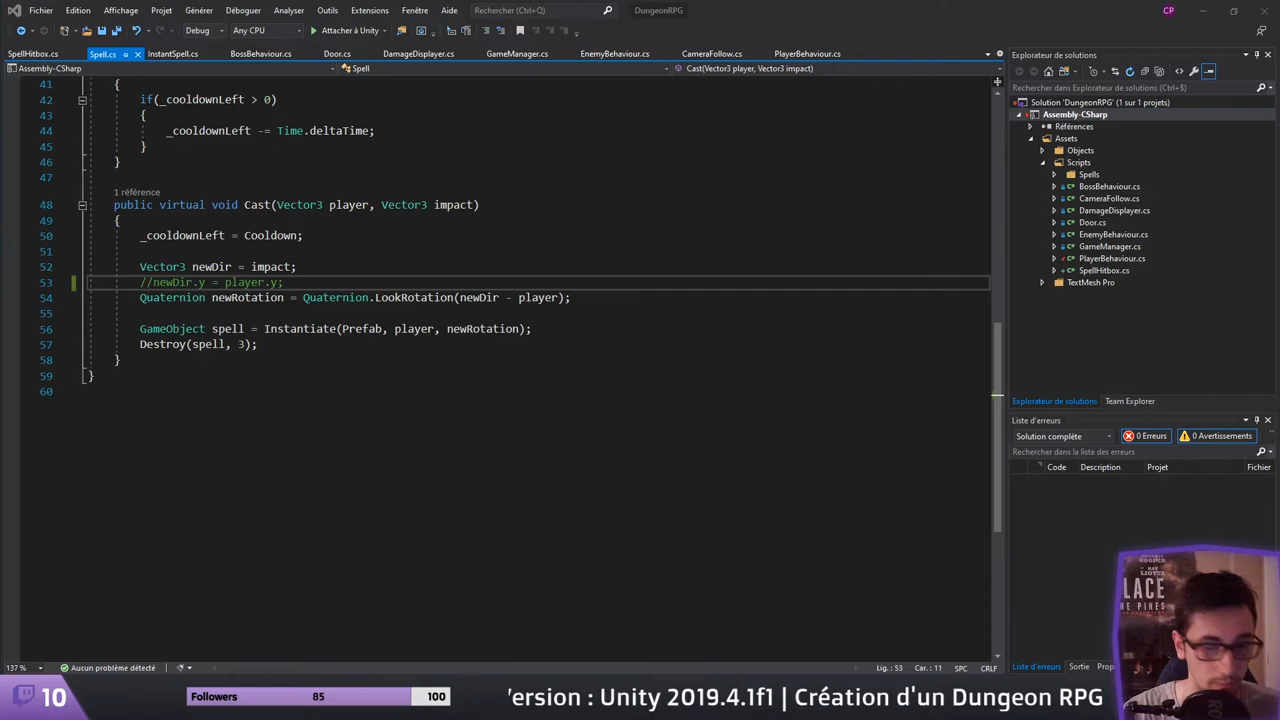 Fichier Edition Affichage Projet Générer Déboguer Analyser Outils Extensions Fenêtre Aide Rechercher (Ctrl+Q) DungeonRPG CP
Debug Any CPU Attacher à Unity
SpellHitbox.cs Spell.cs InstantSpell.cs BossBehaviour.cs Door.cs DamageDisplayer.cs GameManager.cs EnemyBehaviour.cs CameraFollow.cs PlayerBehaviour.cs
Assembly-CSharp Spell Cast(Vector3 player, Vector3 impact)
41 {
42 if(_cooldownLeft > 0)
43 {
44 _cooldownLeft -= Time.deltaTime;
45 }
46 }
47
1 référence
48 public virtual void Cast(Vector3 player, Vector3 impact)
49 {
50 _cooldownLeft = Cooldown;
51
52 Vector3 newDir = impact;
53 //newDir.y = player.y;
54 Quaternion newRotation = Quaternion.LookRotation(newDir - player);
55
56 GameObject spell = Instantiate(Prefab, player, newRotation);
57 Destroy(spell, 3);
58 }
59 }
60
137 % Aucun problème détecté Lig. : 53 Car. : 11 SPC CRLF
Explorateur de solutions
Rechercher dans l'Explorateur de solutions (Ctrl+$)
Solution 'DungeonRPG' (1 sur 1 projets)
Assembly-CSharp
Références
Assets
Objects
Scripts
Spells
BossBehaviour.cs
CameraFollow.cs
DamageDisplayer.cs
Door.cs
EnemyBehaviour.cs
GameManager.cs
PlayerBehaviour.cs
SpellHitbox.cs
TextMesh Pro
Explorateur de solutions Team Explorer
Liste d'erreurs
Solution complète 0 Erreurs 0 Avertissements
Rechercher dans la liste des erreurs
Code Description Projet Fichier
Liste d'erreurs Sortie Prop
LACE
HE PINES
10 Followers 85 100 ersion : Unity 2019.4.1f1 | Création d'un Dungeon RPG